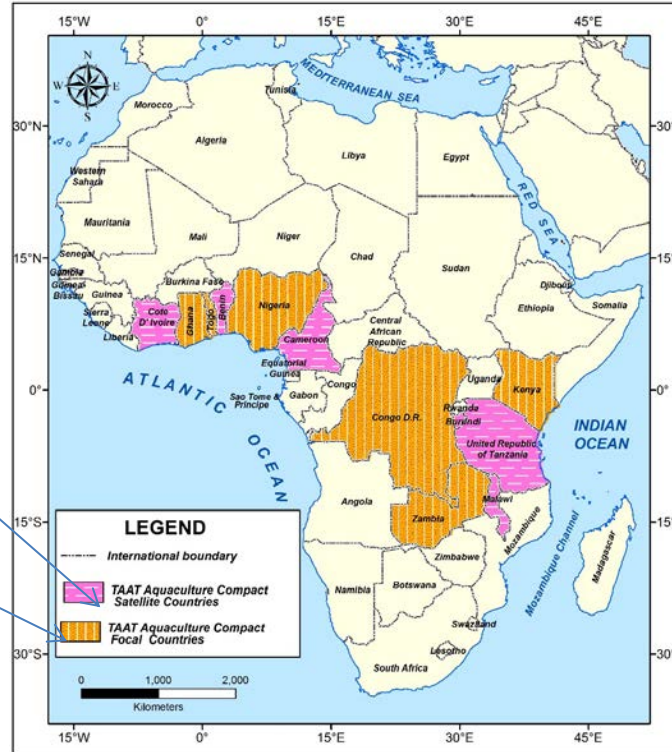 15°W 0° 15°E 30°E 45°E
N
W E
S
MEDITERRANEAN SEA
Tunisia
Morocco
30°N 30°N
Algeria
Libya
Egypt
Western
Sahara
RED SEA
Mauritania
Mali
Niger
15°N 15°N
Chad
Sudan
Senegal
Gambia
Guinea
Bissau
Guinea
Burkina Faso
Djibouti
Sierra
Leone
Liberia
Cote
D' Ivoire
Ghana
Togo
Benin
Nigeria
Ethiopia
Somalia
Central
African
Republic
Cameroon
Equatorial
Guinea
Sao Tome &
Principe
Gabon
Congo
Uganda
Kenya
0° 0°
Rwanda
Burundi
Congo D.R.
United Republic
of Tanzania
ATLANTIC OCEAN
INDIAN
OCEAN
Angola
Zambia
Malawi
Mozambique
15°S 15°S
Mozambique Channel
Madagascar
Zimbabwe
Namibia
Botswana
Swaziland
Lesotho
South Africa
30°S 30°S
LEGEND
International boundary
TAAT Aquaculture Compact
Satellite Countries
TAAT Aquaculture Compact
Focal Countries
0 1,000 2,000
Kilometers
15°W 0° 15°E 30°E 45°E